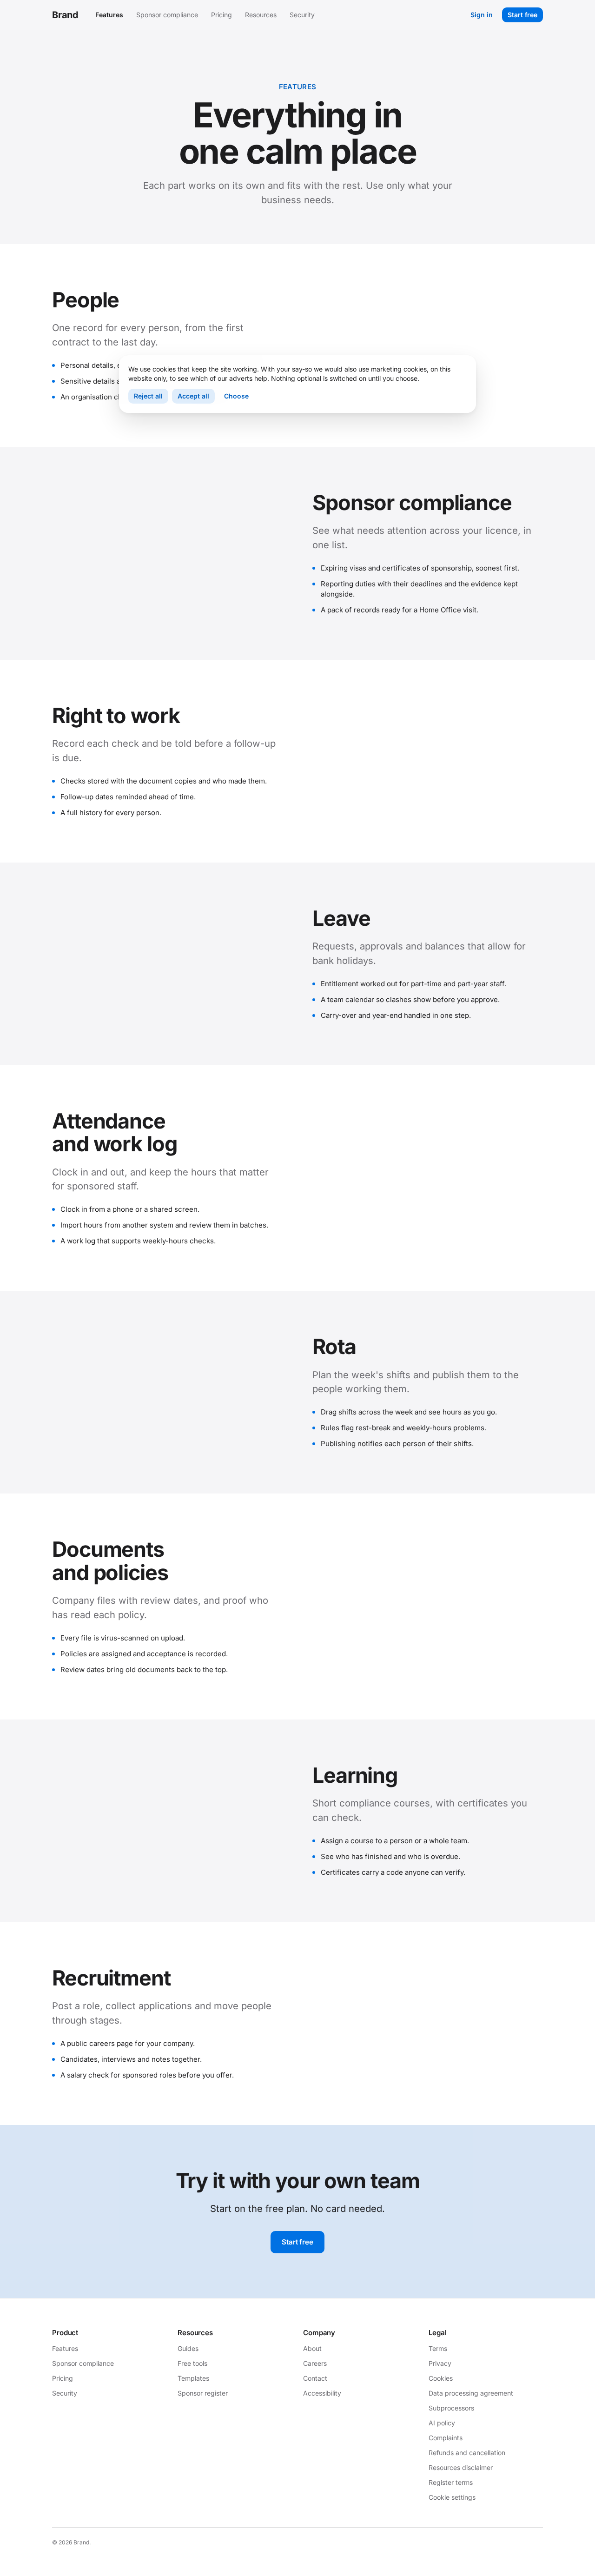 Brand
Features
Sponsor compliance
Pricing
Resources
Security
Sign in
Start free
FEATURES
Everything in
one calm place
Each part works on its own and fits with the rest. Use only what your
business needs.
People
One record for every person, from the first
contract to the last day.
Personal details,
Sensitive details
An organisation
We use cookies that keep the site working. With your say-so we would also use marketing cookies, on this
website only, to see which of our adverts help. Nothing optional is switched on until you choose.
Reject all
Accept all
Choose
Sponsor compliance
See what needs attention across your licence, in
one list.
Expiring visas and certificates of sponsorship, soonest first.
Reporting duties with their deadlines and the evidence kept
alongside.
A pack of records ready for a Home Office visit.
Right to work
Record each check and be told before a follow-up
is due.
Checks stored with the document copies and who made them.
Follow-up dates reminded ahead of time.
A full history for every person.
Leave
Requests, approvals and balances that allow for
bank holidays.
Entitlement worked out for part-time and part-year staff.
A team calendar so clashes show before you approve.
Carry-over and year-end handled in one step.
Attendance
and work log
Clock in and out, and keep the hours that matter
for sponsored staff.
Clock in from a phone or a shared screen.
Import hours from another system and review them in batches.
A work log that supports weekly-hours checks.
Rota
Plan the week's shifts and publish them to the
people working them.
Drag shifts across the week and see hours as you go.
Rules flag rest-break and weekly-hours problems.
Publishing notifies each person of their shifts.
Documents
and policies
Company files with review dates, and proof who
has read each policy.
Every file is virus-scanned on upload.
Policies are assigned and acceptance is recorded.
Review dates bring old documents back to the top.
Learning
Short compliance courses, with certificates you
can check.
Assign a course to a person or a whole team.
See who has finished and who is overdue.
Certificates carry a code anyone can verify.
Recruitment
Post a role, collect applications and move people
through stages.
A public careers page for your company.
Candidates, interviews and notes together.
A salary check for sponsored roles before you offer.
Try it with your own team
Start on the free plan. No card needed.
Start free
Product
Features
Sponsor compliance
Pricing
Security
Resources
Guides
Free tools
Templates
Sponsor register
Company
About
Careers
Contact
Accessibility
Legal
Terms
Privacy
Cookies
Data processing agreement
Subprocessors
AI policy
Complaints
Refunds and cancellation
Resources disclaimer
Register terms
Cookie settings
© 2026 Brand.